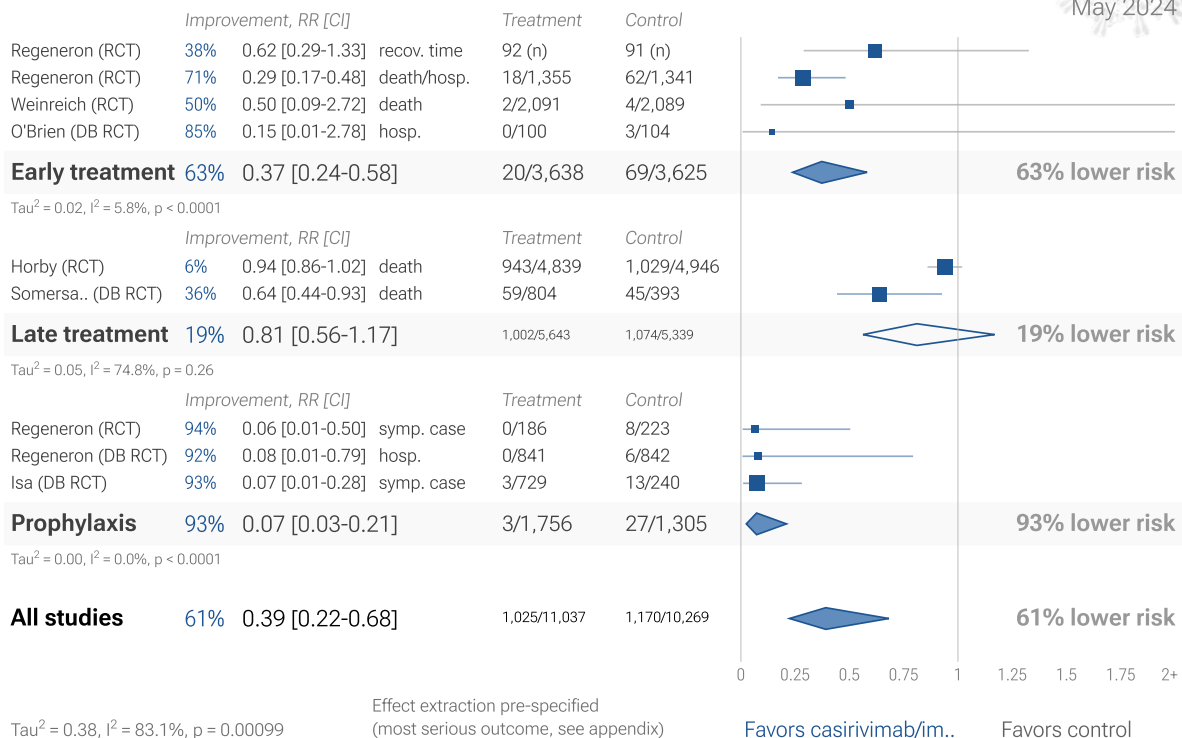 May 2024
Improvement, RR [CI] Treatment Control
Regeneron (RCT) 38% 0.62 [0.29-1.33] recov. time 92 (n) 91 (n)
Regeneron (RCT) 71% 0.29 [0.17-0.48] death/hosp. 18/1,355 62/1,341
Weinreich (RCT) 50% 0.50 [0.09-2.72] death 2/2,091 4/2,089
O'Brien (DB RCT) 85% 0.15 [0.01-2.78] hosp. 0/100 3/104
Early treatment 63% 0.37 [0.24-0.58] 20/3,638 69/3,625 63% lower risk
Tau² = 0.02, I² = 5.8%, p < 0.0001
Improvement, RR [CI] Treatment Control
Horby (RCT) 6% 0.94 [0.86-1.02] death 943/4,839 1,029/4,946
Somersa.. (DB RCT) 36% 0.64 [0.44-0.93] death 59/804 45/393
Late treatment 19% 0.81 [0.56-1.17] 1,002/5,643 1,074/5,339 19% lower risk
Tau² = 0.05, I² = 74.8%, p = 0.26
Improvement, RR [CI] Treatment Control
Regeneron (RCT) 94% 0.06 [0.01-0.50] symp. case 0/186 8/223
Regeneron (DB RCT) 92% 0.08 [0.01-0.79] hosp. 0/841 6/842
Isa (DB RCT) 93% 0.07 [0.01-0.28] symp. case 3/729 13/240
Prophylaxis 93% 0.07 [0.03-0.21] 3/1,756 27/1,305 93% lower risk
Tau² = 0.00, I² = 0.0%, p < 0.0001
All studies 61% 0.39 [0.22-0.68] 1,025/11,037 1,170/10,269 61% lower risk
0 0.25 0.5 0.75 1 1.25 1.5 1.75 2+
Effect extraction pre-specified
Tau² = 0.38, I² = 83.1%, p = 0.00099 (most serious outcome, see appendix) Favors casirivimab/im.. Favors control